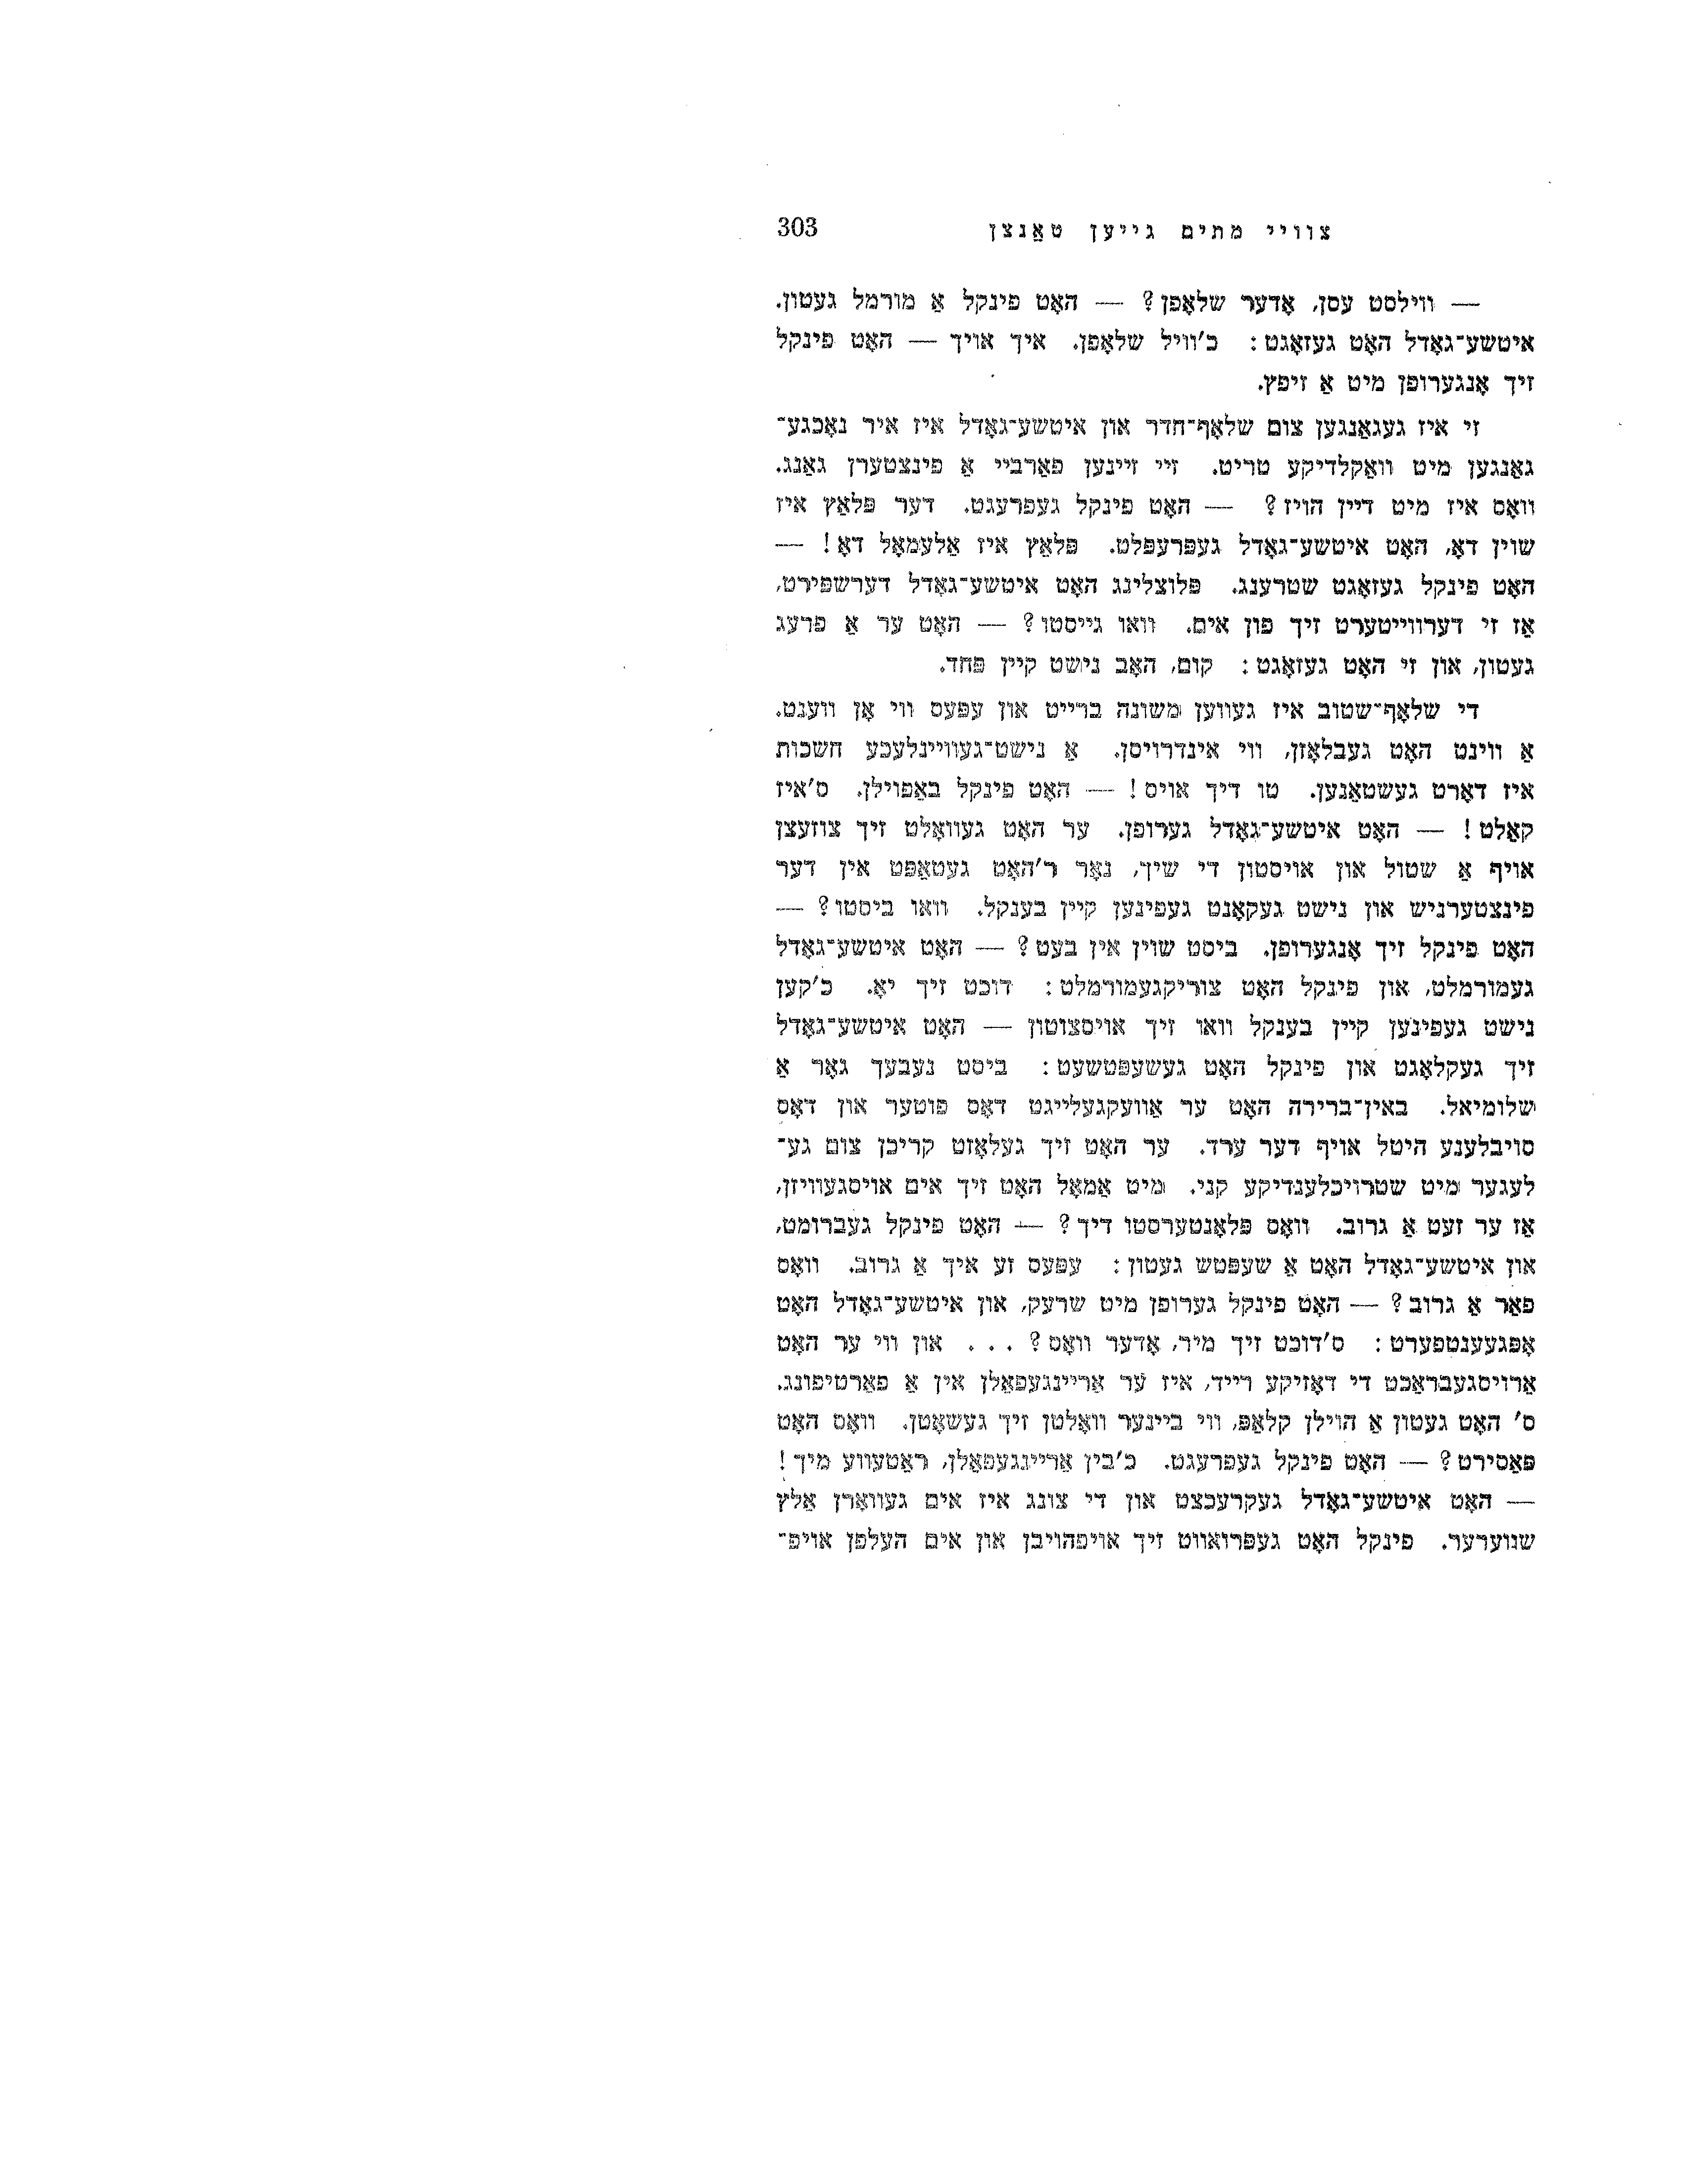 צוויי מתים גייען טאַנצן 303
— ווילסט עסן, אָדער שלאָפן? — האָט פינקל אַ מורמל געטון.
איטשע־גאָדל האָט געזאָגט: כ'וויל שלאָפן. איך אויך — האָט פינקל
זיך אָנגערופן מיט אַ זיפץ.
זי איז געגאַנגען צום שלאָף־חדר און איטשע־גאָדל איז איר נאָכגע־
גאַנגען מיט וואַקלדיקע טריט. זיי זיינען פאַרביי אַ פינצטערן גאַנג.
וואָס איז מיט דיין הויז? — האָט פינקל געפרעגט. דער פּלאַץ איז
שוין דאָ, האָט איטשע־גאָדל געפּרעפּלט. פּלאַץ איז אַלעמאָל דאָ! —
האָט פינקל געזאָגט שטרענג. פּלוצלינג האָט איטשע־גאָדל דערשפּירט,
אַז זי דערווייטערט זיך פון אים. וואו גייסטו? — האָט ער אַ פרעג
געטון, און זי האָט געזאָגט: קום, האָב נישט קיין פּחד.
די שלאָף־שטוב איז געווען משונה ברייט און עפּעס ווי אָן ווענט.
אַ ווינט האָט געבלאָזן, ווי אינדרויסן. אַ נישט־געוויינלעכע חשכות
איז דאָרט געשטאַנען. טו דיך אויס! — האָט פינקל באַפוילן. ס'איז
קאַלט! — האָט איטשע־גאָדל גערופן. ער האָט געוואָלט זיך צוזעצן
אויף אַ שטול און אויסטון די שיך, נאָר ר'האָט געטאַפּט אין דער
פינצטערניש און נישט געקאָנט געפינען קיין בענקל. וואו ביסטו? —
האָט פינקל זיך אָנגערופן. ביסט שוין אין בעט? — האָט איטשע־גאָדל
געמורמלט, און פינקל האָט צוריקגעמורמלט: דוכט זיך יאָ. כ'קען
נישט געפינען קיין בענקל וואו זיך אויסצוטון — האָט איטשע־גאָדל
זיך געקלאָגט און פינקל האָט געשעפּטשעט: ביסט נעבעך גאָר אַ
שלומיאל. באין־ברירה האָט ער אַוועקגעלייגט דאָס פוטער און דאָס
סויבלענע היטל אויף דער ערד. ער האָט זיך געלאָזט קריכן צום גע־
לעגער מיט שטרויכלענדיקע קני. מיט אַמאָל האָט זיך אים אויסגעוויזן,
אַז ער זעט אַ גרוב. וואָס פּלאָנטערסטו דיך? — האָט פינקל געברומט,
און איטשע־גאָדל האָט אַ שעפּטש געטון: עפּעס זע איך אַ גרוב. וואָס
פאַר אַ גרוב? — האָט פינקל גערופן מיט שרעק, און איטשע־גאָדל האָט
אָפּגעענטפערט: ס'דוכט זיך מיר, אָדער וואָס? . . . און ווי ער האָט
אַרויסגעבראַכט די דאָזיקע רייד, איז ער אַריינגעפאַלן אין אַ פאַרטיפונג.
ס' האָט געטון אַ הוילן קלאַפּ, ווי ביינער וואָלטן זיך געשאָטן. וואָס האָט
פּאַסירט? — האָט פינקל געפרעגט. כ'בין אַריינגעפאַלן, ראַטעווע מיך!
— האָט איטשע־גאָדל געקרעכצט און די צונג איז אים געוואָרן אַלץ
שווערער. פינקל האָט געפּרואווט זיך אויפהויבן און אים העלפן אויפ־